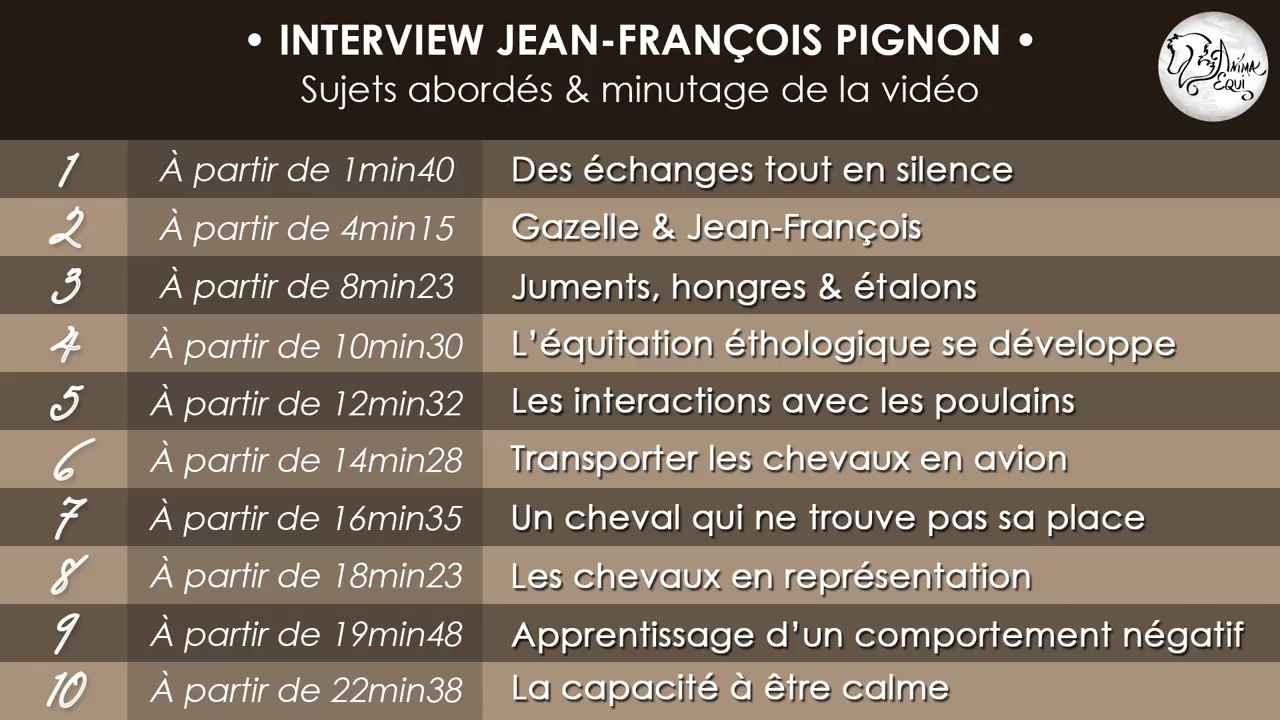 • INTERVIEW JEAN-FRANÇOIS PIGNON •
Sujets abordés & minutage de la vidéo
ANIMA
EQUI
1 À partir de 1min40 Des échanges tout en silence
2 À partir de 4min15 Gazelle & Jean-François
3 À partir de 8min23 Juments, hongres & étalons
4 À partir de 10min30 L'équitation éthologique se développe
5 À partir de 12min32 Les interactions avec les poulains
6 À partir de 14min28 Transporter les chevaux en avion
7 À partir de 16min35 Un cheval qui ne trouve pas sa place
8 À partir de 18min23 Les chevaux en représentation
9 À partir de 19min48 Apprentissage d'un comportement négatif
10 À partir de 22min38 La capacité à être calme